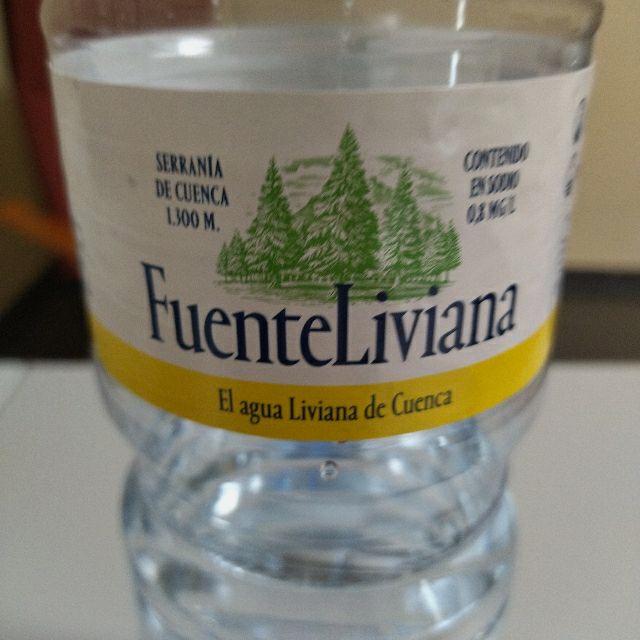 SERRANÍA
DE CUENCA
1.300 M.
CONTENIDO
EN SODIO
0,8 MG/L
FuenteLiviana
El agua Liviana de Cuenca